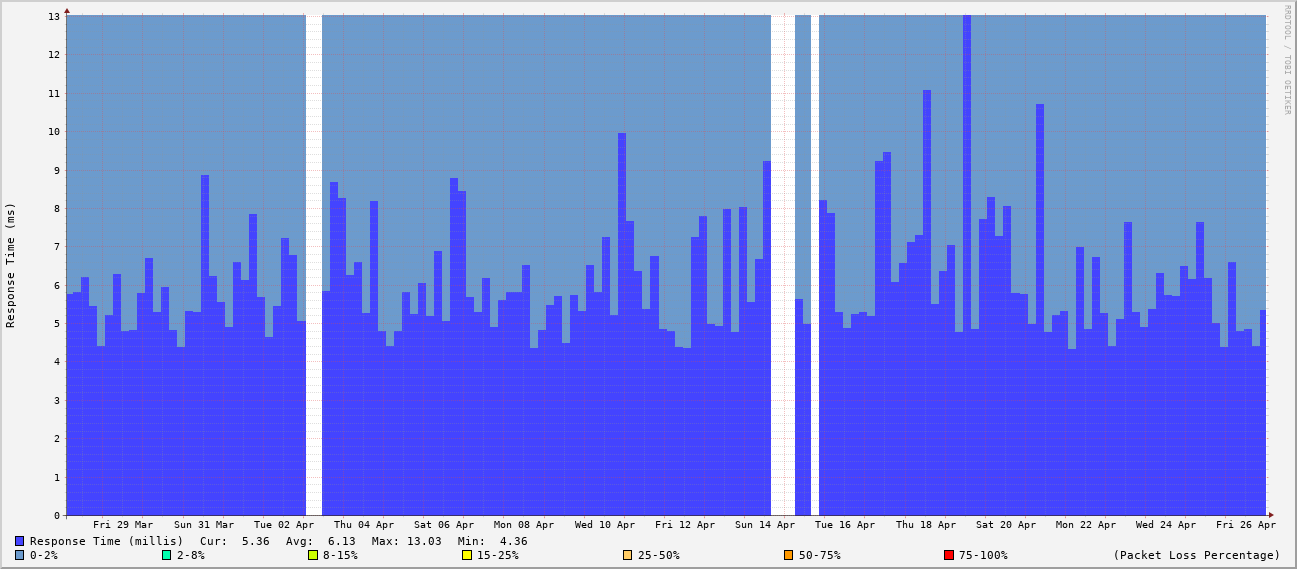 RRDTOOL / TOBI OETIKER
Response Time (ms)
13
12
11
10
9
8
7
6
5
4
3
2
1
0
Fri 29 Mar Sun 31 Mar Tue 02 Apr Thu 04 Apr Sat 06 Apr Mon 08 Apr Wed 10 Apr Fri 12 Apr Sun 14 Apr Tue 16 Apr Thu 18 Apr Sat 20 Apr Mon 22 Apr Wed 24 Apr Fri 26 Apr
Response Time (millis) Cur: 5.36 Avg: 6.13 Max: 13.03 Min: 4.36
0-2% 2-8% 8-15% 15-25% 25-50% 50-75% 75-100% (Packet Loss Percentage)